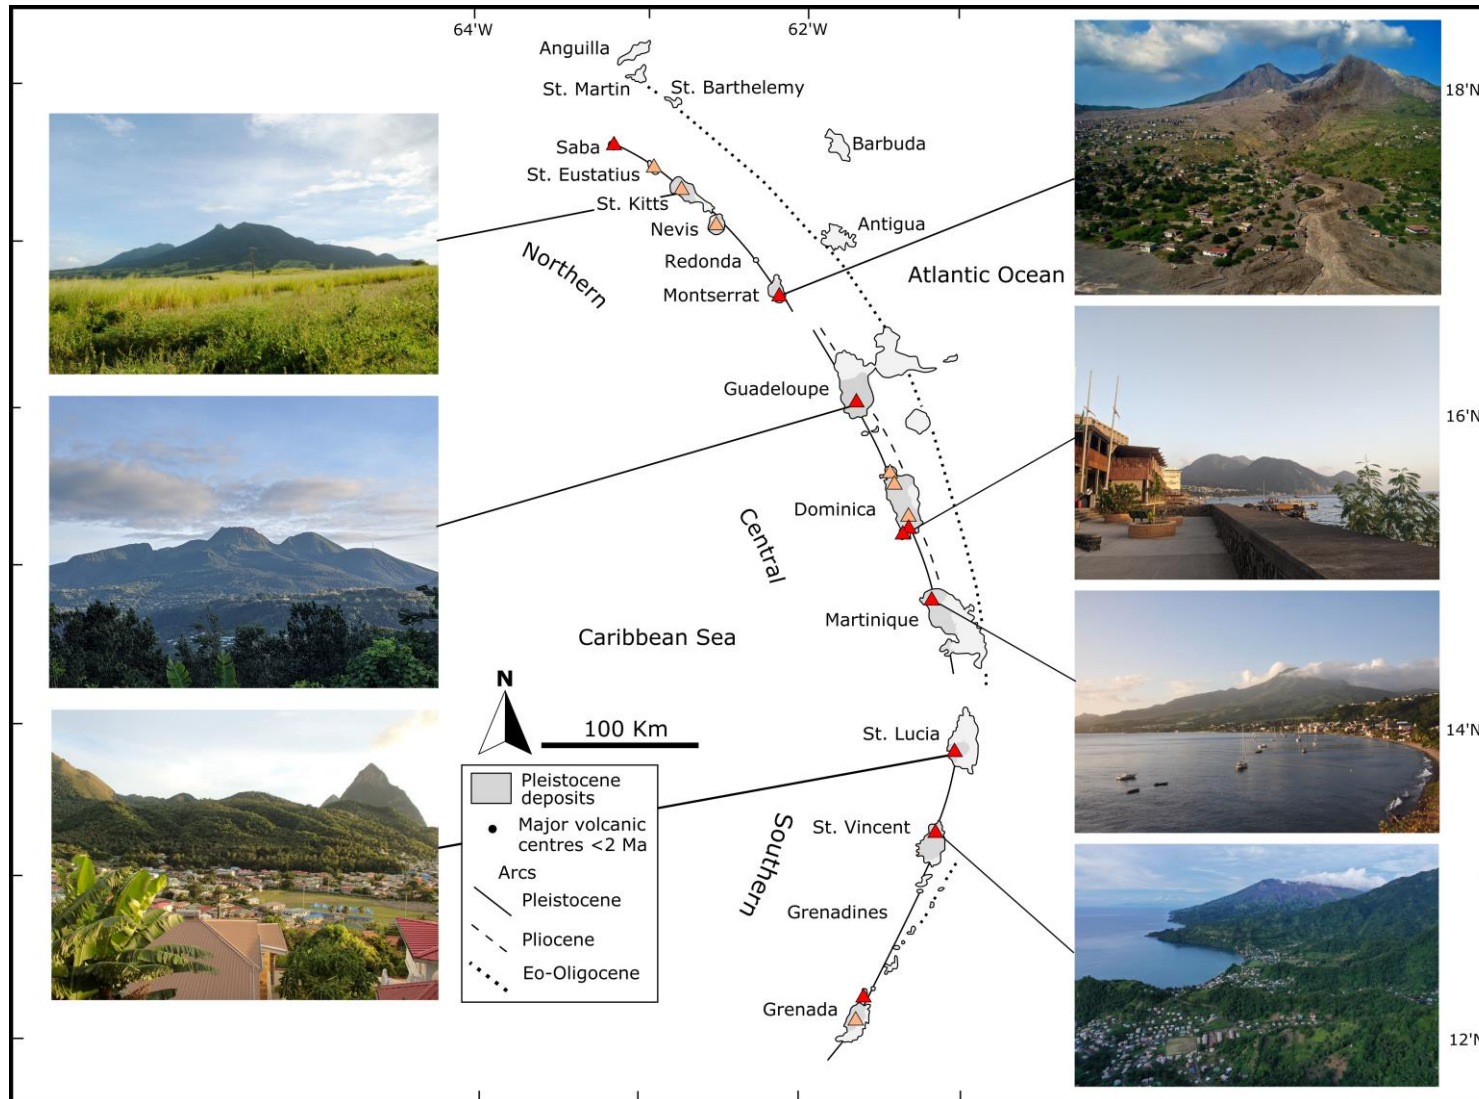 64'W
62'W
Anguilla
St. Martin
St. Barthelemy
18'N
Barbuda
Saba
St. Eustatius
St. Kitts
Nevis
Antigua
Northern
Redonda
Atlantic Ocean
Montserrat
Guadeloupe
16'N
Dominica
Central
Martinique
Caribbean Sea
N
100 Km
St. Lucia
14'N
Pleistocene
deposits
Major volcanic
centres <2 Ma
Arcs
Pleistocene
Pliocene
Eo-Oligocene
St. Vincent
Southern
Grenadines
Grenada
12'N